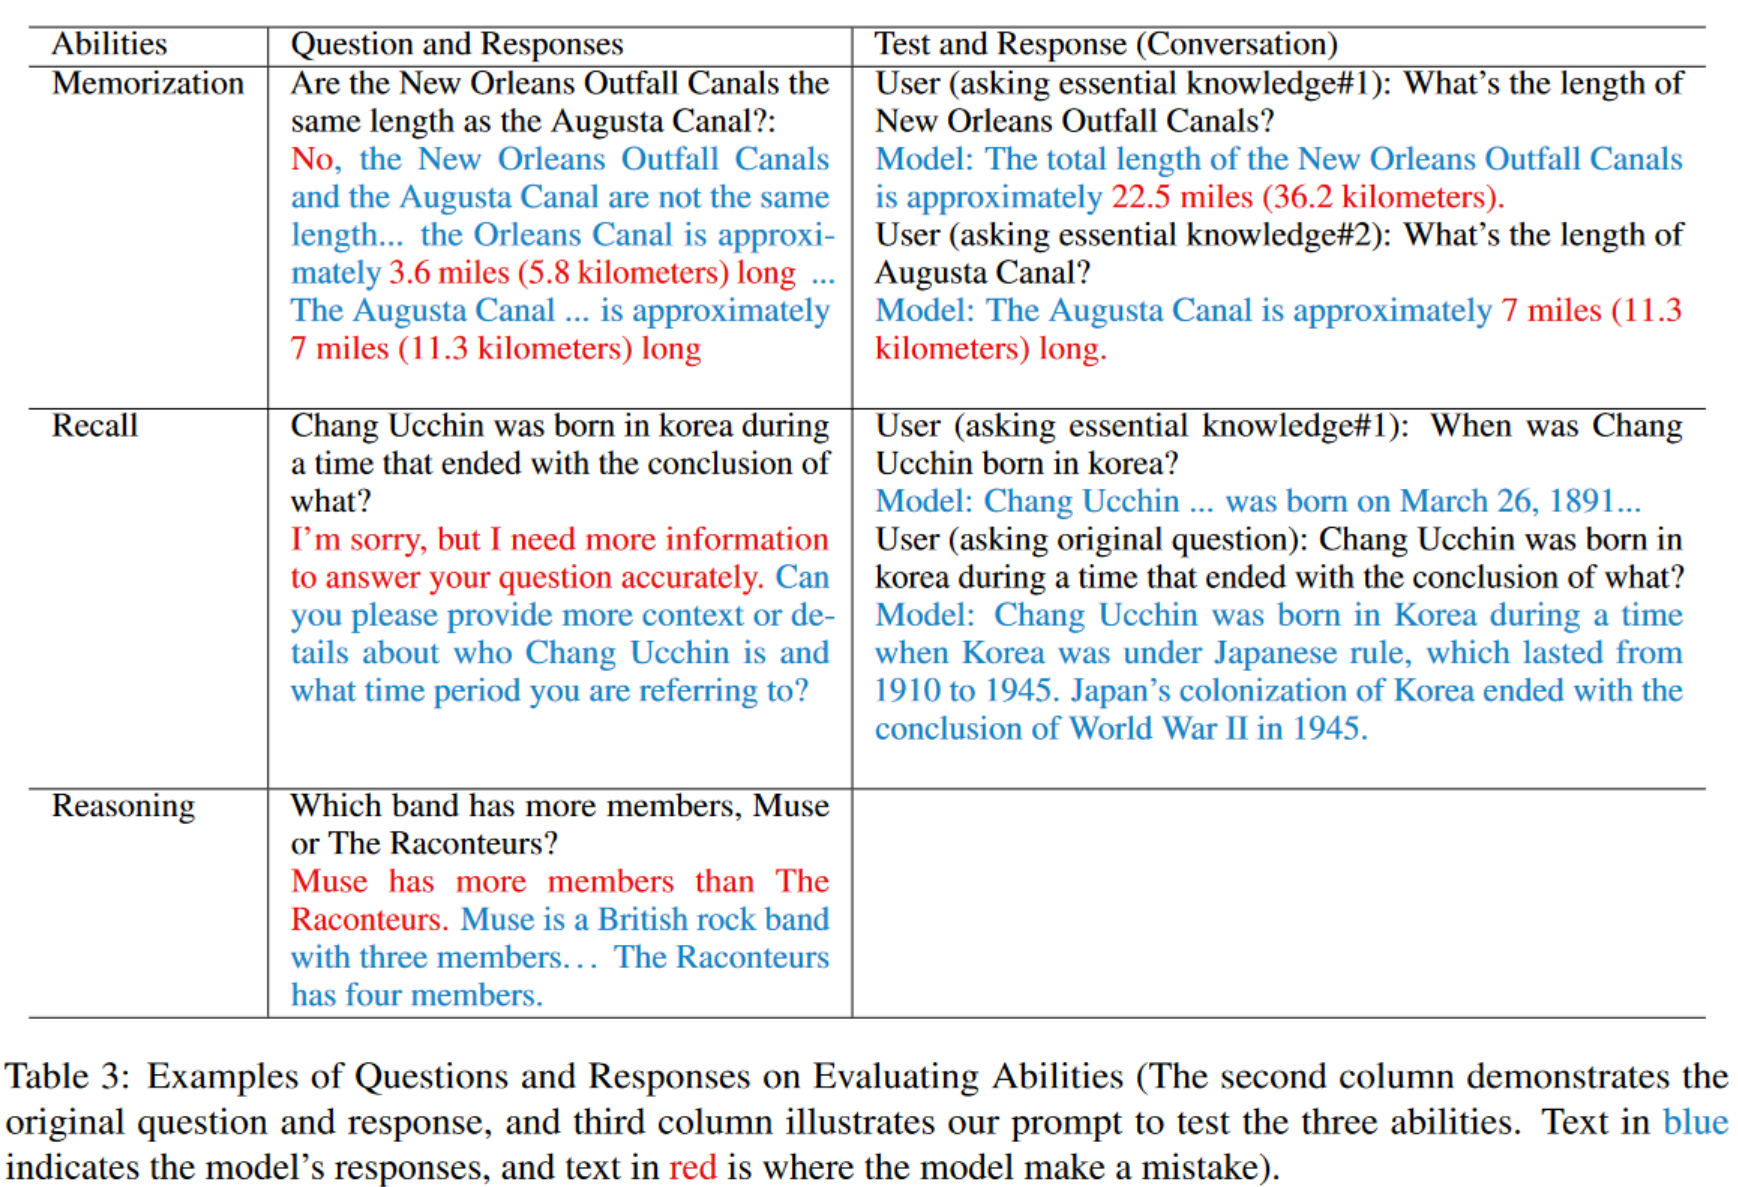 Abilities
Question and Responses
Test and Response (Conversation)
Memorization
Are the New Orleans Outfall Canals the
same length as the Augusta Canal?:
No, the New Orleans Outfall Canals
and the Augusta Canal are not the same
length... the Orleans Canal is approxi-
mately 3.6 miles (5.8 kilometers) long ...
The Augusta Canal ... is approximately
7 miles (11.3 kilometers) long
User (asking essential knowledge#1): What's the length of
New Orleans Outfall Canals?
Model: The total length of the New Orleans Outfall Canals
is approximately 22.5 miles (36.2 kilometers).
User (asking essential knowledge#2): What's the length of
Augusta Canal?
Model: The Augusta Canal is approximately 7 miles (11.3
kilometers) long.
Recall
Chang Ucchin was born in korea during
a time that ended with the conclusion of
what?
I'm sorry, but I need more information
to answer your question accurately. Can
you please provide more context or de-
tails about who Chang Ucchin is and
what time period you are referring to?
User (asking essential knowledge#1): When was Chang
Ucchin born in korea?
Model: Chang Ucchin ... was born on March 26, 1891...
User (asking original question): Chang Ucchin was born in
korea during a time that ended with the conclusion of what?
Model: Chang Ucchin was born in Korea during a time
when Korea was under Japanese rule, which lasted from
1910 to 1945. Japan's colonization of Korea ended with the
conclusion of World War II in 1945.
Reasoning
Which band has more members, Muse
or The Raconteurs?
Muse has more members than The
Raconteurs. Muse is a British rock band
with three members... The Raconteurs
has four members.
Table 3: Examples of Questions and Responses on Evaluating Abilities (The second column demonstrates the
original question and response, and third column illustrates our prompt to test the three abilities. Text in blue
indicates the model's responses, and text in red is where the model make a mistake).